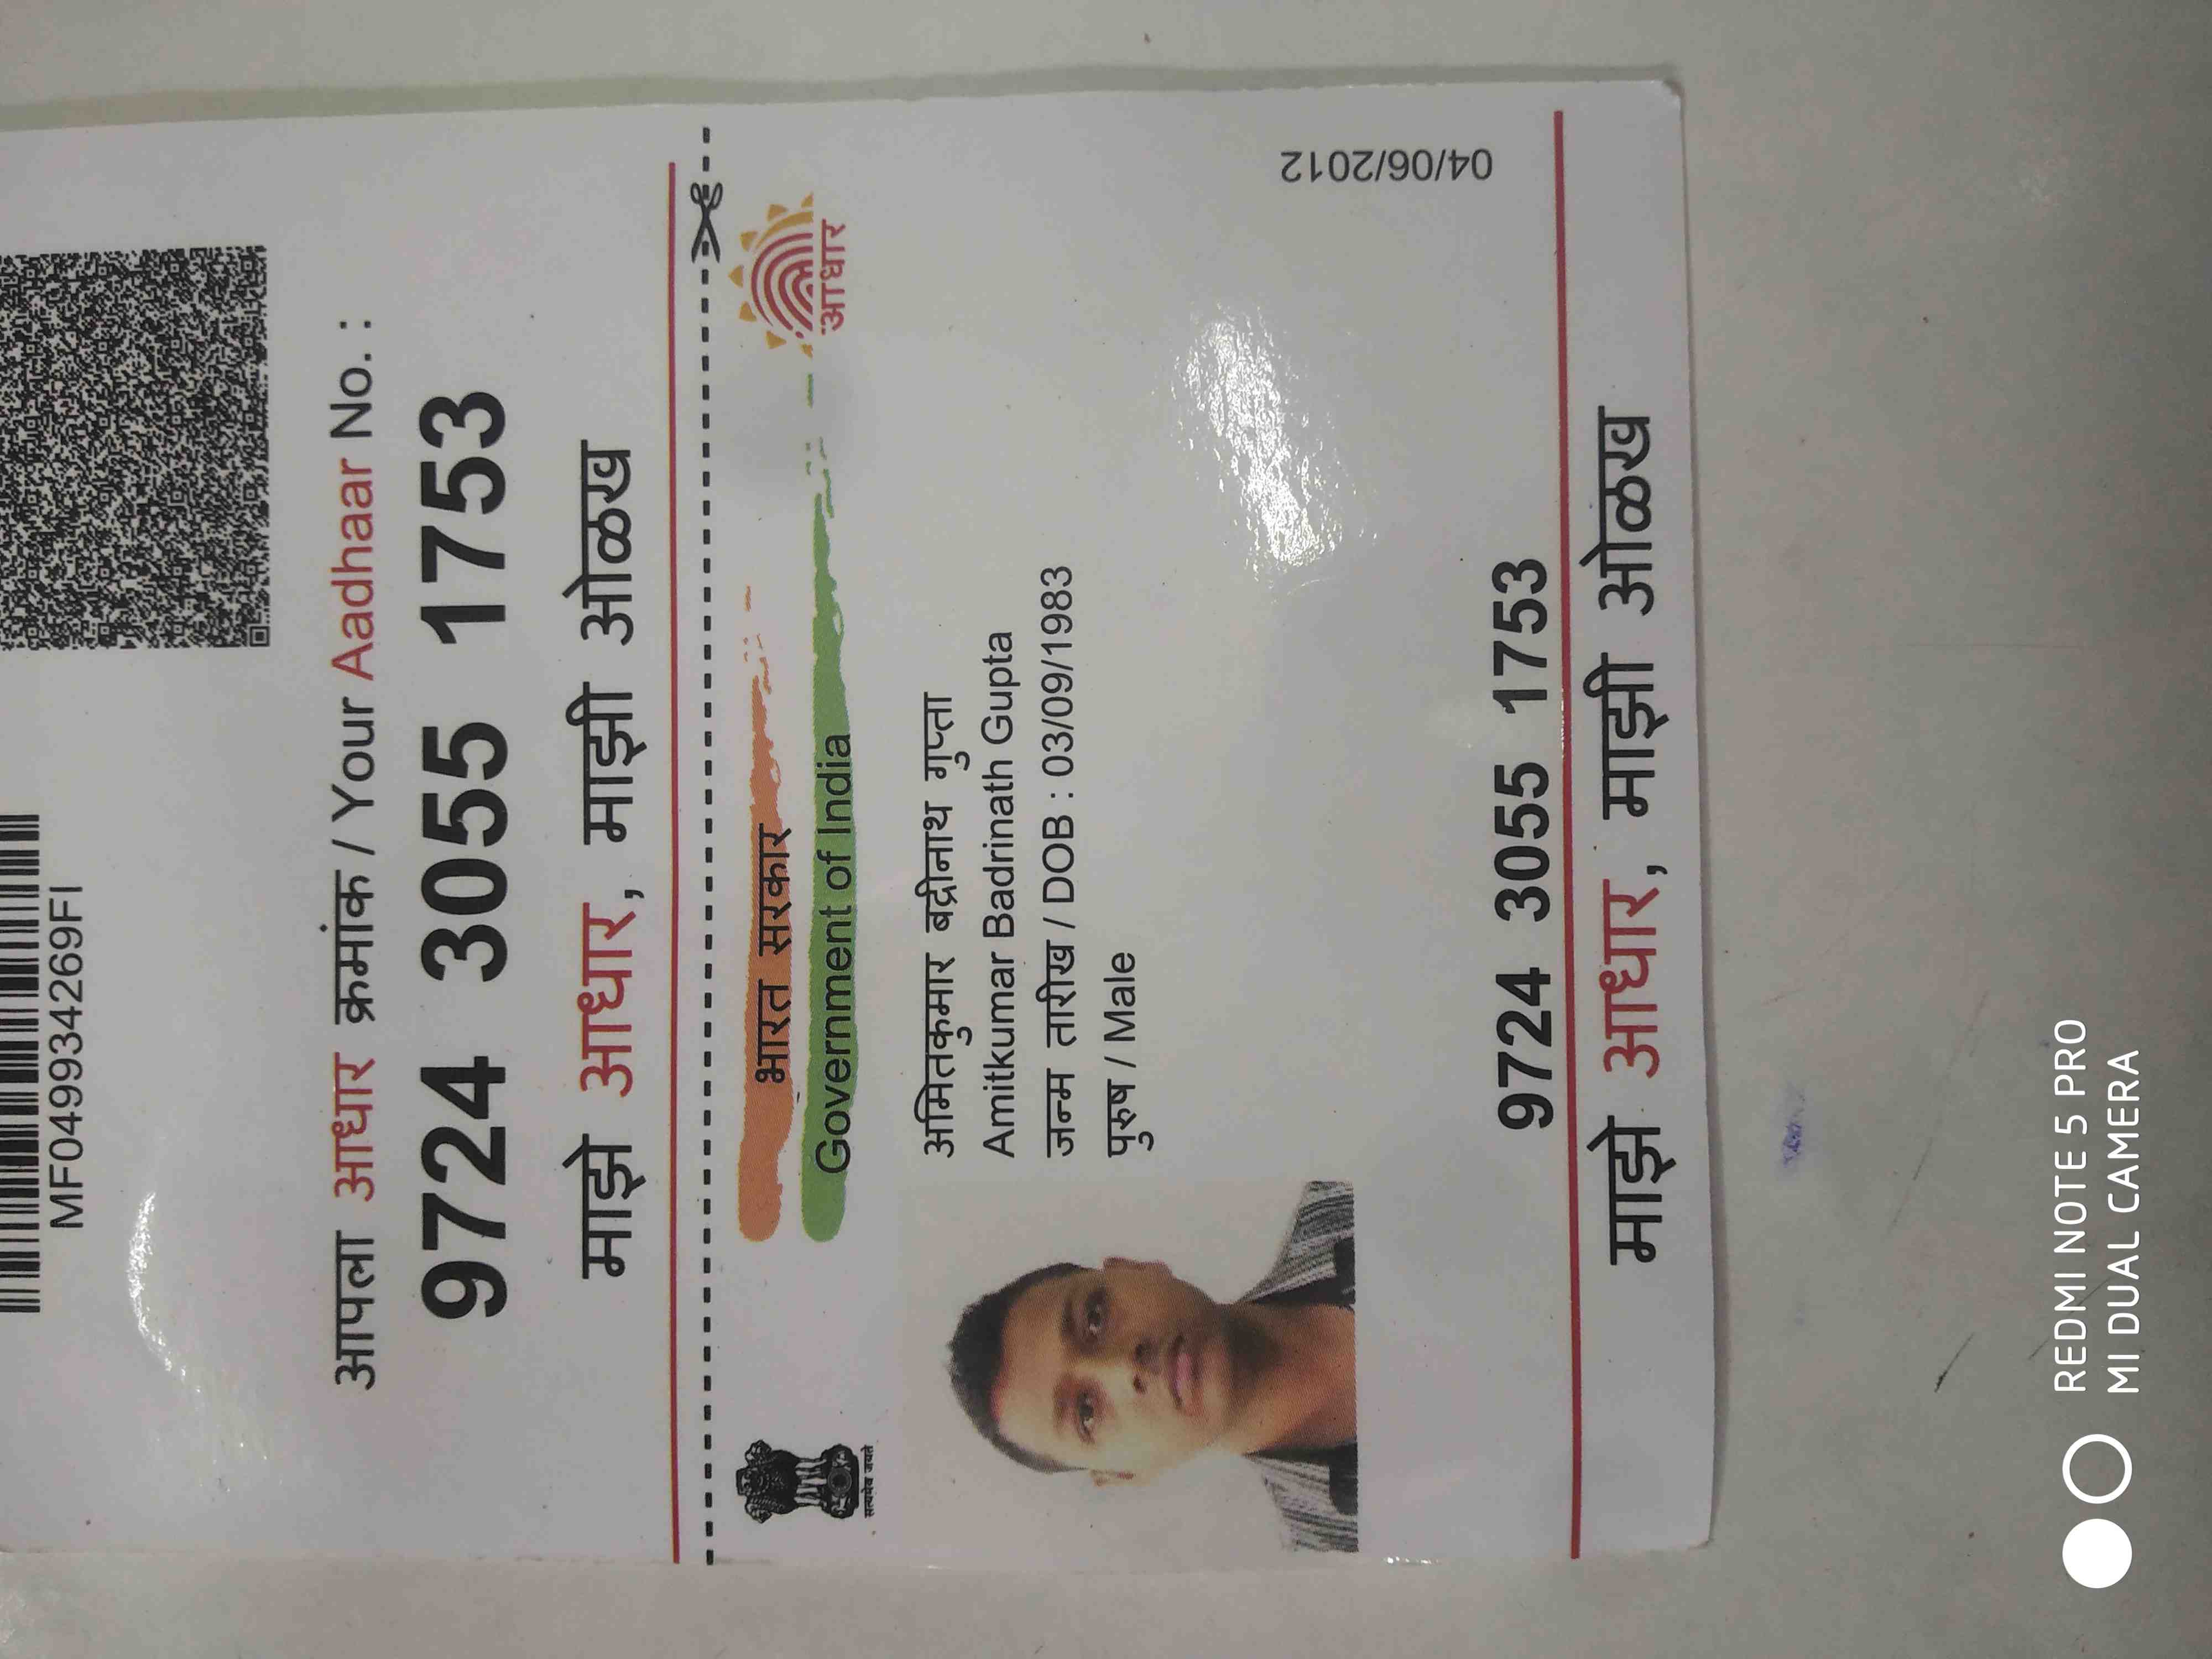 MF049934269FI
आपला आधार क्रमांक / Your Aadhaar No. :
9724 3055 1753
माझे आधार, माझी ओळख
भारत सरकार
Government of India
सत्यमेव जयते
आधार
अमितकुमार बद्रीनाथ गुप्ता
Amitkumar Badrinath Gupta
जन्म तारीख / DOB : 03/09/1983
पुरुष / Male
04/06/2012
9724 3055 1753
माझे आधार, माझी ओळख
REDMI NOTE 5 PRO
MI DUAL CAMERA